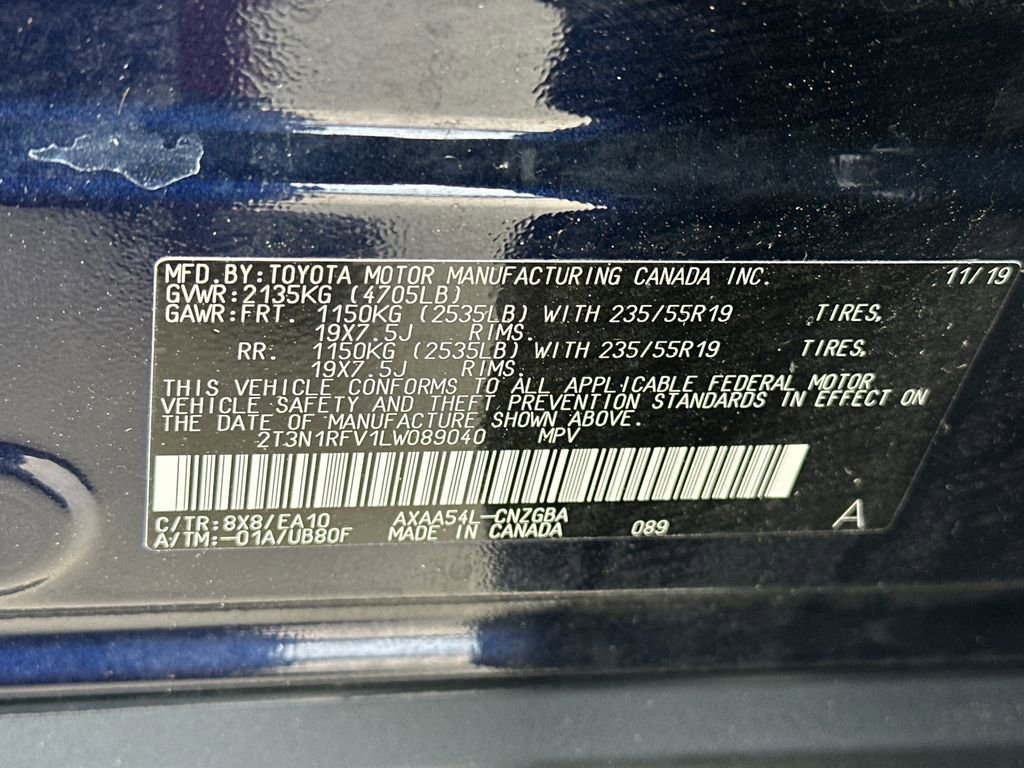 MFD.BY:TOYOTA MOTOR MANUFACTURING CANADA INC. 11/19
GVWR:2135KG (4705LB)
GAWR:FRT. 1150KG (2535LB) WITH 235/55R19 TIRES,
19X7.5J RIMS.
RR. 1150KG (2535LB) WITH 235/55R19 TIRES,
19X7.5J RIMS.
THIS VEHICLE CONFORMS TO ALL APPLICABLE FEDERAL MOTOR
VEHICLE SAFETY AND THEFT PREVENTION STANDARDS IN EFFECT ON
THE DATE OF MANUFACTURE SHOWN ABOVE.
2T3N1RFV1LW089040 MPV
C/TR:8X8/EA10 AXAA54L-CNZGBA
A/TM:-01A/UB80F MADE IN CANADA 089 A